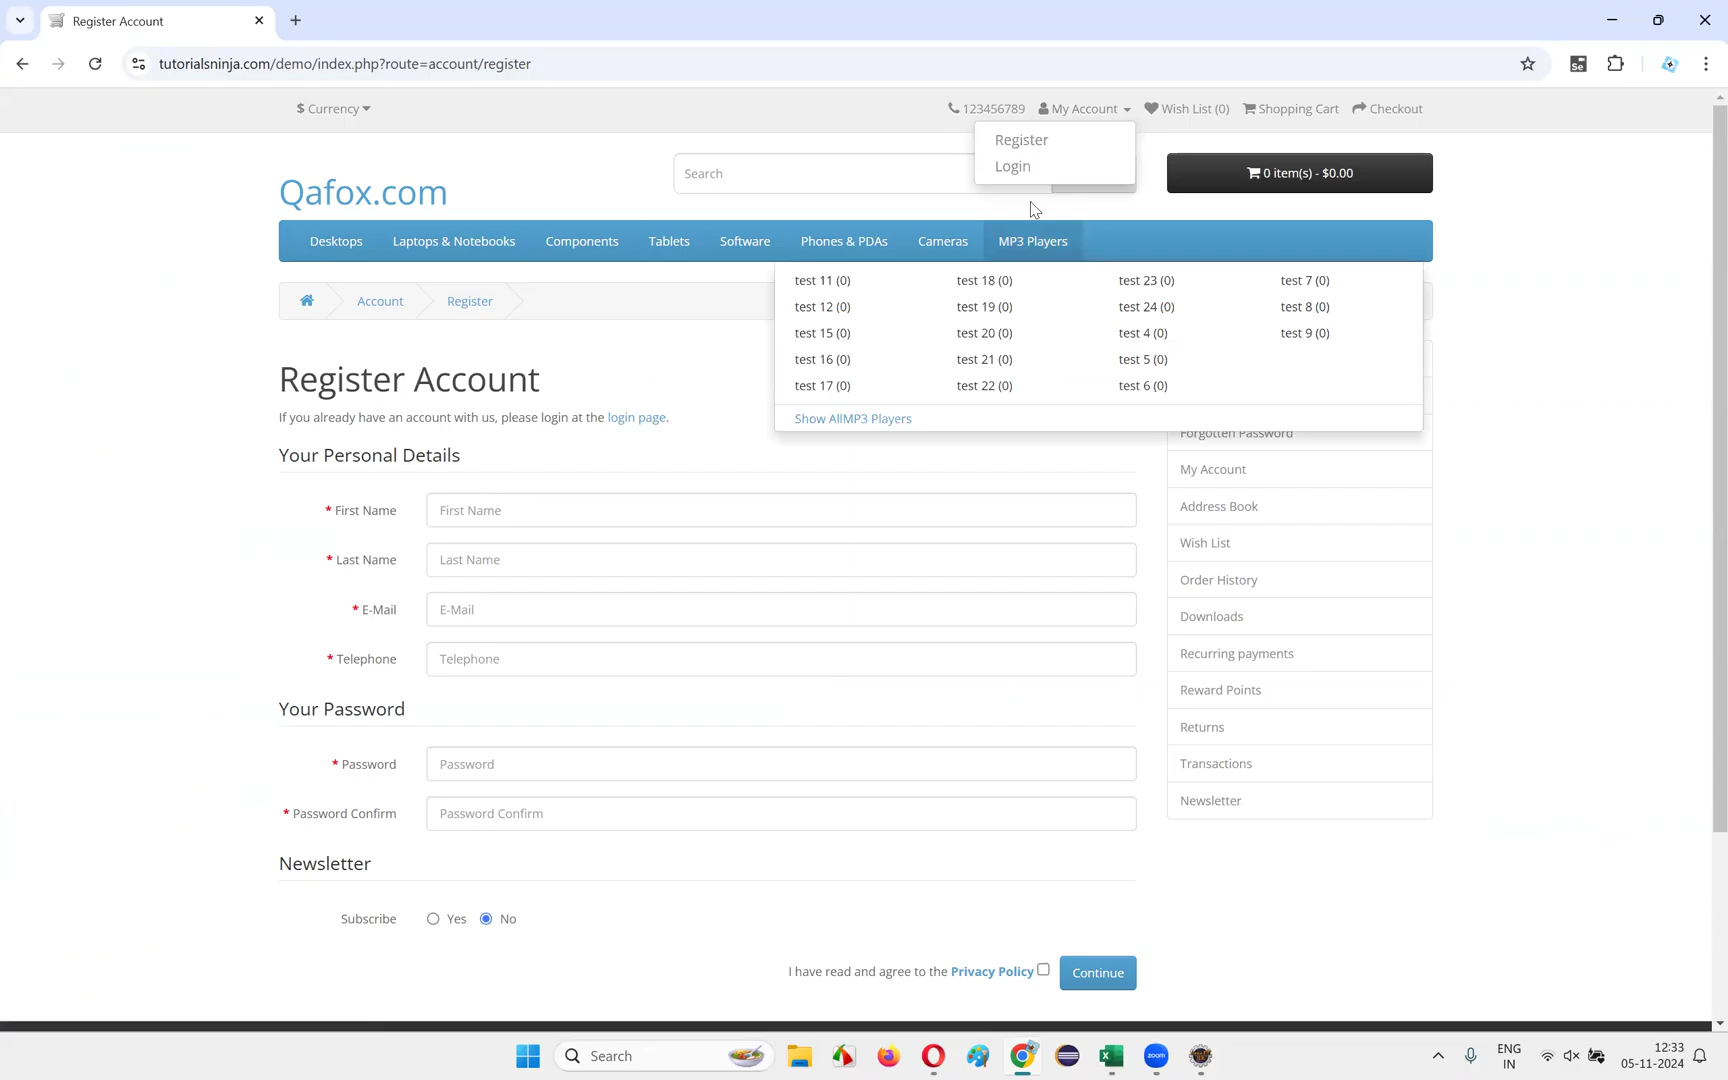 Register Account
tutorialsninja.com/demo/index.php?route=account/register
$ Currency
123456789 My Account Wish List (0) Shopping Cart Checkout
Register
Login
Qafox.com
Search
0 item(s) - $0.00
Desktops Laptops & Notebooks Components Tablets Software Phones & PDAs Cameras MP3 Players
test 11 (0) test 18 (0) test 23 (0) test 7 (0)
test 12 (0) test 19 (0) test 24 (0) test 8 (0)
test 15 (0) test 20 (0) test 4 (0) test 9 (0)
test 16 (0) test 21 (0) test 5 (0)
test 17 (0) test 22 (0) test 6 (0)
Show AllMP3 Players
Account Register
Register Account
If you already have an account with us, please login at the login page.
Your Personal Details
* First Name First Name
* Last Name Last Name
* E-Mail E-Mail
* Telephone Telephone
Your Password
* Password Password
* Password Confirm Password Confirm
Newsletter
Subscribe Yes No
I have read and agree to the Privacy Policy Continue
Forgotten Password
My Account
Address Book
Wish List
Order History
Downloads
Recurring payments
Reward Points
Returns
Transactions
Newsletter
Search
zoom
ENG
IN
12:33
05-11-2024